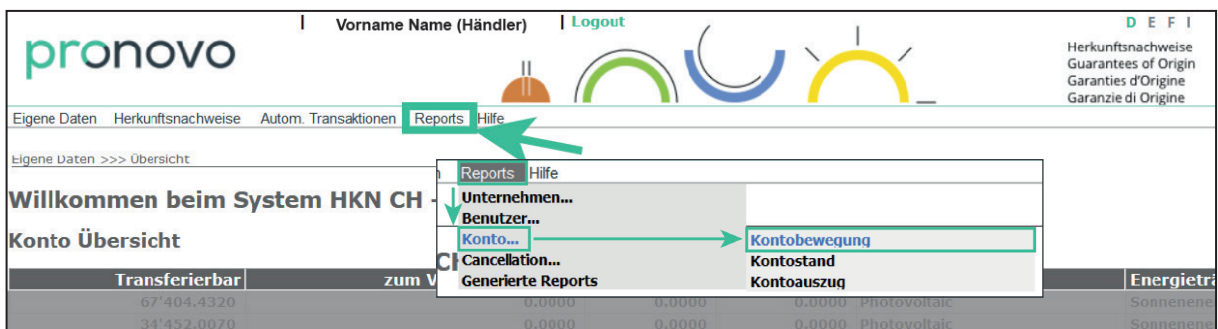 pronovo
Vorname Name (Händler)
Logout
D E F I
Herkunftsnachweise
Guarantees of Origin
Garanties d'Origine
Garanzie di Origine
Eigene Daten Herkunftsnachweise Autom. Transaktionen Reports Hilfe
Eigene Daten >>> Übersicht
Willkommen beim System HKN CH -
Konto Übersicht
Reports Hilfe
Unternehmen...
Benutzer...
Konto...
Cancellation...
Generierte Reports
Kontobewegung
Kontostand
Kontoauszug
Transferierbar zum V Energieträ
67'404.4320 0.0000 0.0000 0.0000 Photovoltaic Sonnenene
34'452.0070 0.0000 0.0000 0.0000 Photovoltaic Sonnenene